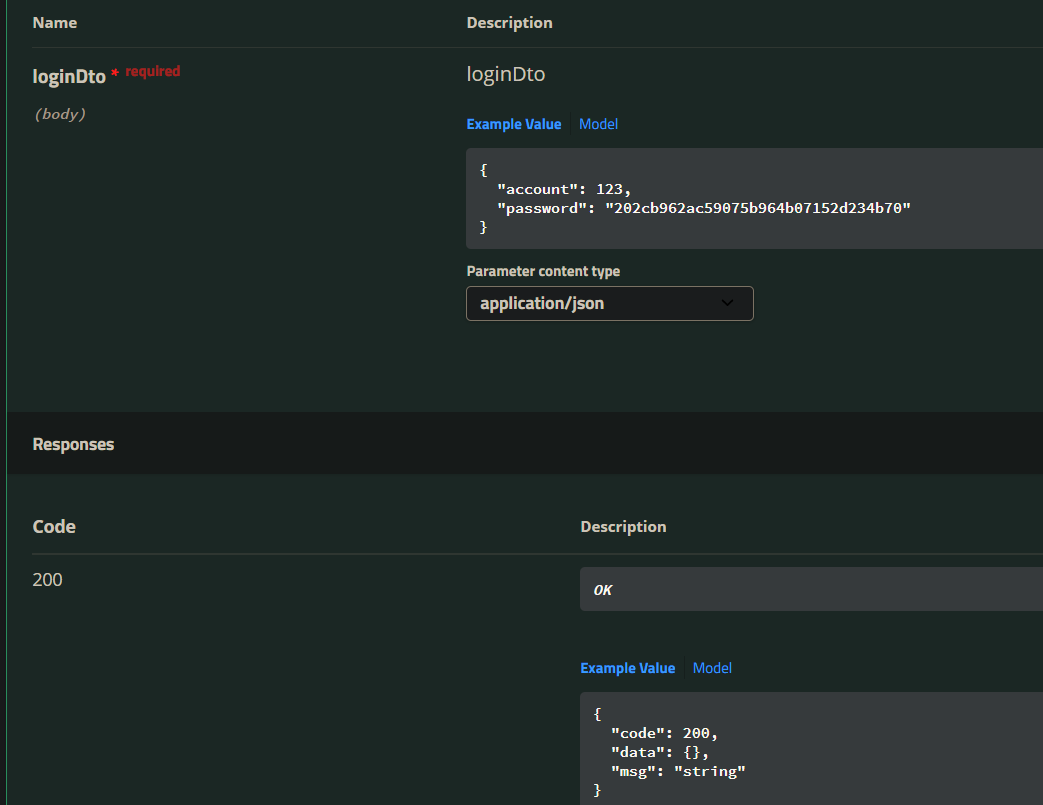 Name Description
loginDto * required loginDto
(body)
Example Value Model
{
"account": 123,
"password": "202cb962ac59075b964b07152d234b70"
}
Parameter content type
application/json
Responses
Code Description
200 OK
Example Value Model
{
"code": 200,
"data": {},
"msg": "string"
}